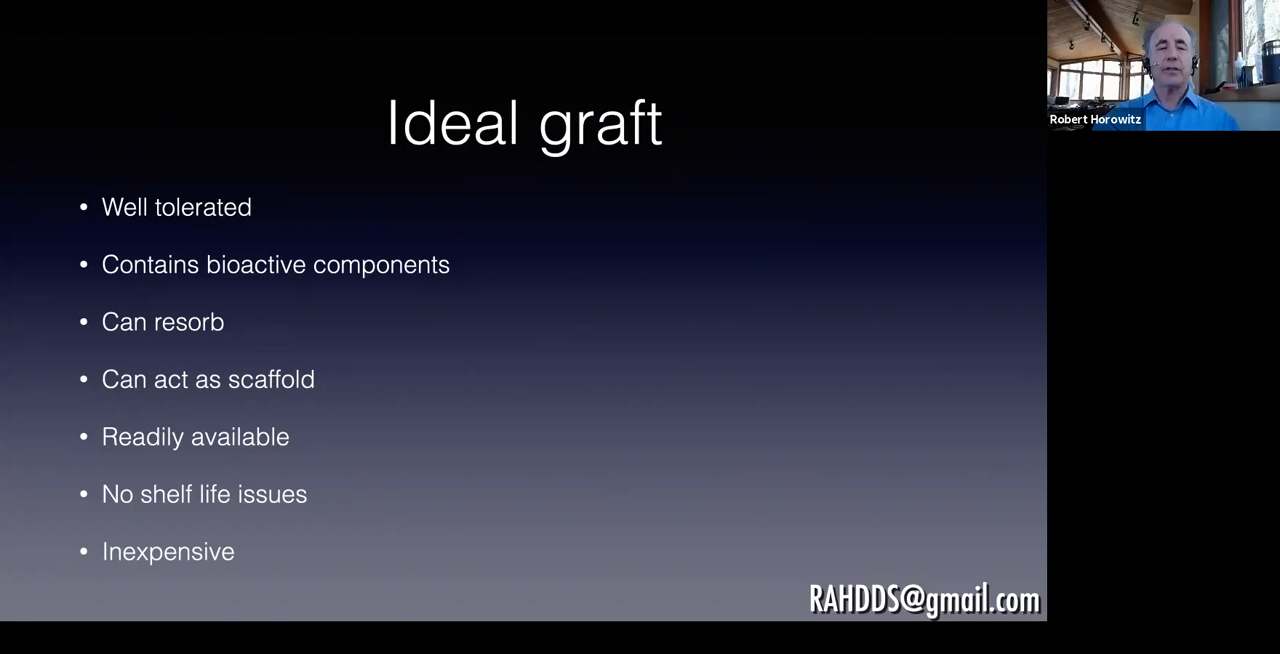 Ideal graft
• Well tolerated
• Contains bioactive components
• Can resorb
• Can act as scaffold
• Readily available
• No shelf life issues
• Inexpensive
RAHDDS@gmail.com
Robert Horowitz